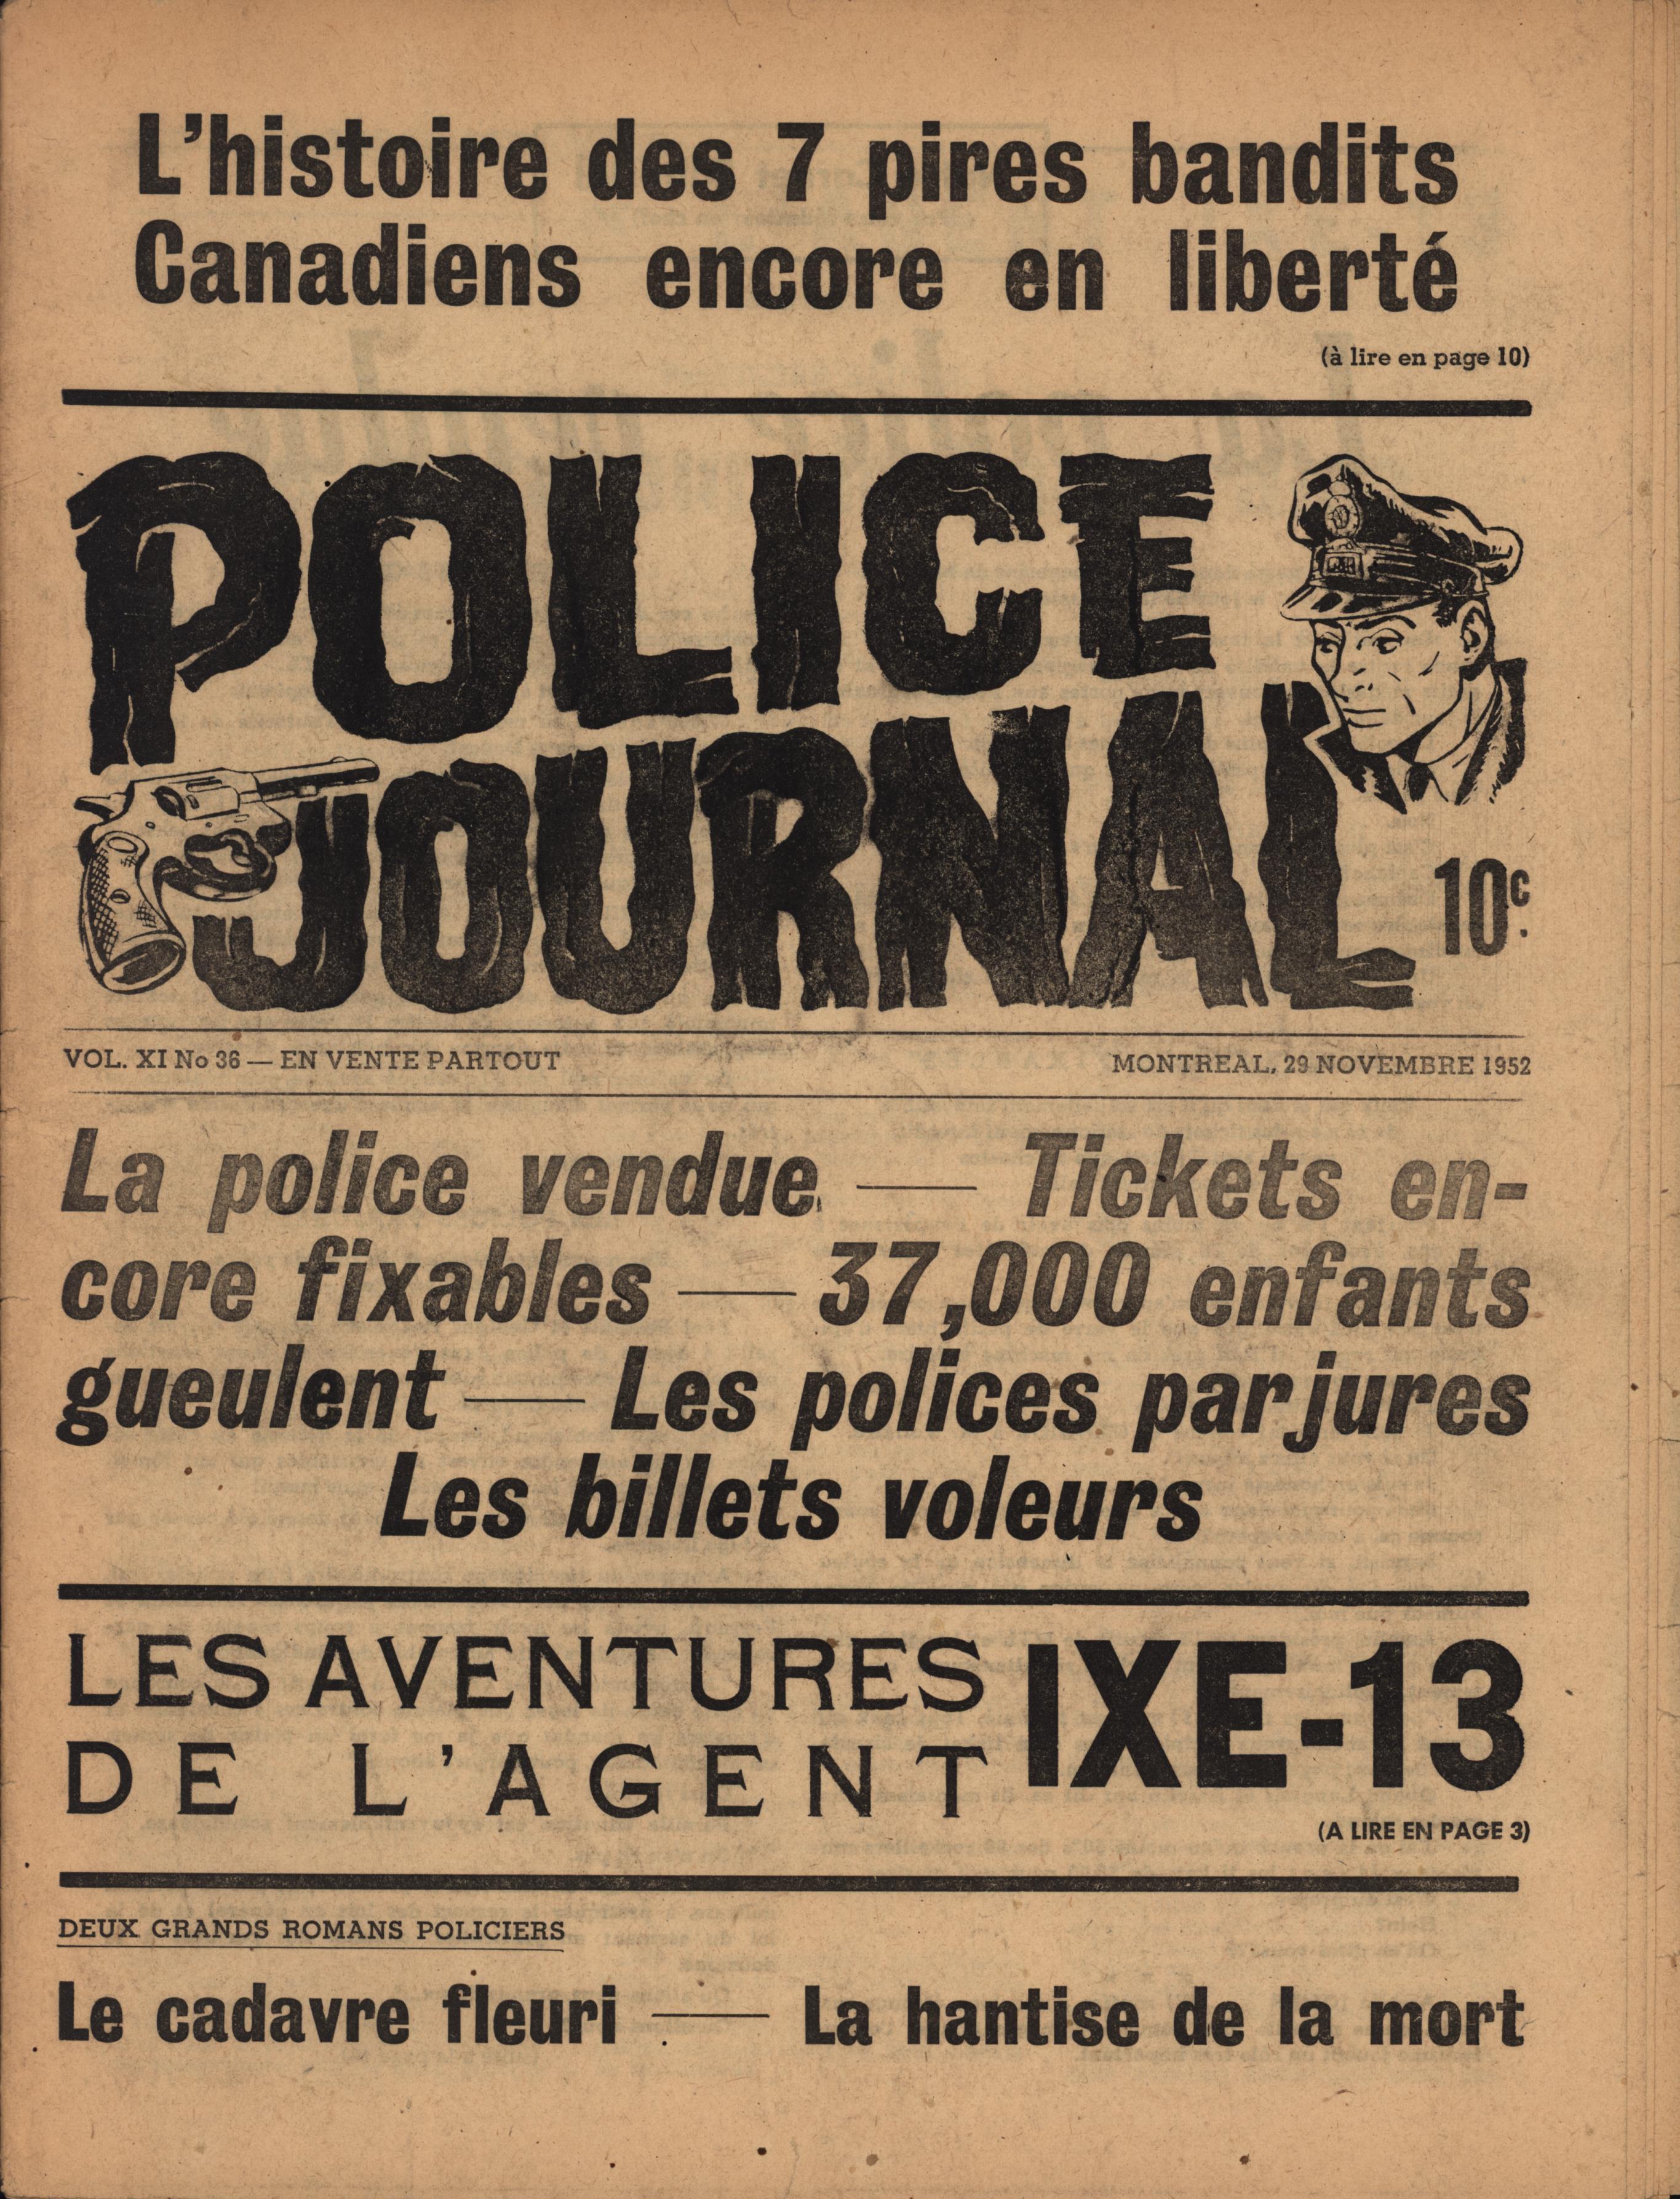 L'histoire des 7 pires bandits
Canadiens encore en liberté
(à lire en page 10)
POLICE
JOURNAL
10c.
VOL. XI No 36 — EN VENTE PARTOUT
MONTREAL, 29 NOVEMBRE 1952
La police vendue — Tickets en-
core fixables — 37,000 enfants
gueulent — Les polices parjures
Les billets voleurs
LES AVENTURES
DE L'AGENT
IXE-13
(A LIRE EN PAGE 3)
DEUX GRANDS ROMANS POLICIERS
Le cadavre fleuri — La hantise de la mort